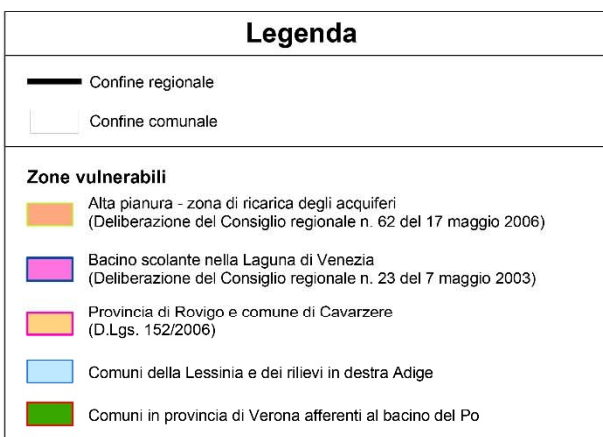 Legenda
Confine regionale
Confine comunale
Zone vulnerabili
Alta pianura - zona di ricarica degli acquiferi
(Deliberazione del Consiglio regionale n. 62 del 17 maggio 2006)
Bacino scolante nella Laguna di Venezia
(Deliberazione del Consiglio regionale n. 23 del 7 maggio 2003)
Provincia di Rovigo e comune di Cavarzere
(D.Lgs. 152/2006)
Comuni della Lessinia e dei rilievi in destra Adige
Comuni in provincia di Verona afferenti al bacino del Po